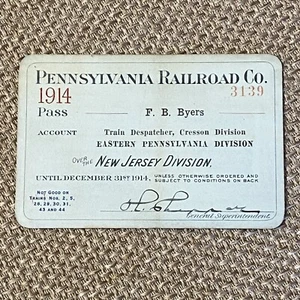 PENNSYLVANIA RAILROAD CO.
1914 3139
Pass F. B. Byers
ACCOUNT Train Despatcher, Cresson Division
EASTERN PENNSYLVANIA DIVISION
OVER THE NEW JERSEY DIVISION.
UNTIL DECEMBER 31ST 1914, UNLESS OTHERWISE ORDERED AND
SUBJECT TO CONDITIONS ON BACK
NOT GOOD ON
TRAINS NOS. 2, 5,
28, 29, 30, 31,
43 AND 44
General Superintendent.